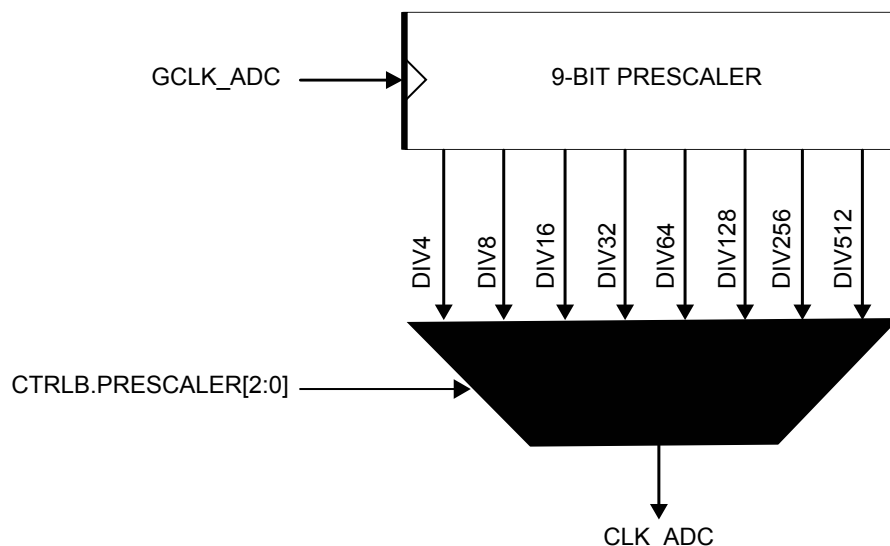 9-BIT PRESCALER
GCLK_ADC
DIV4
DIV8
DIV16
DIV32
DIV64
DIV128
DIV256
DIV512
CTRLB.PRESCALER[2:0]
CLK_ADC